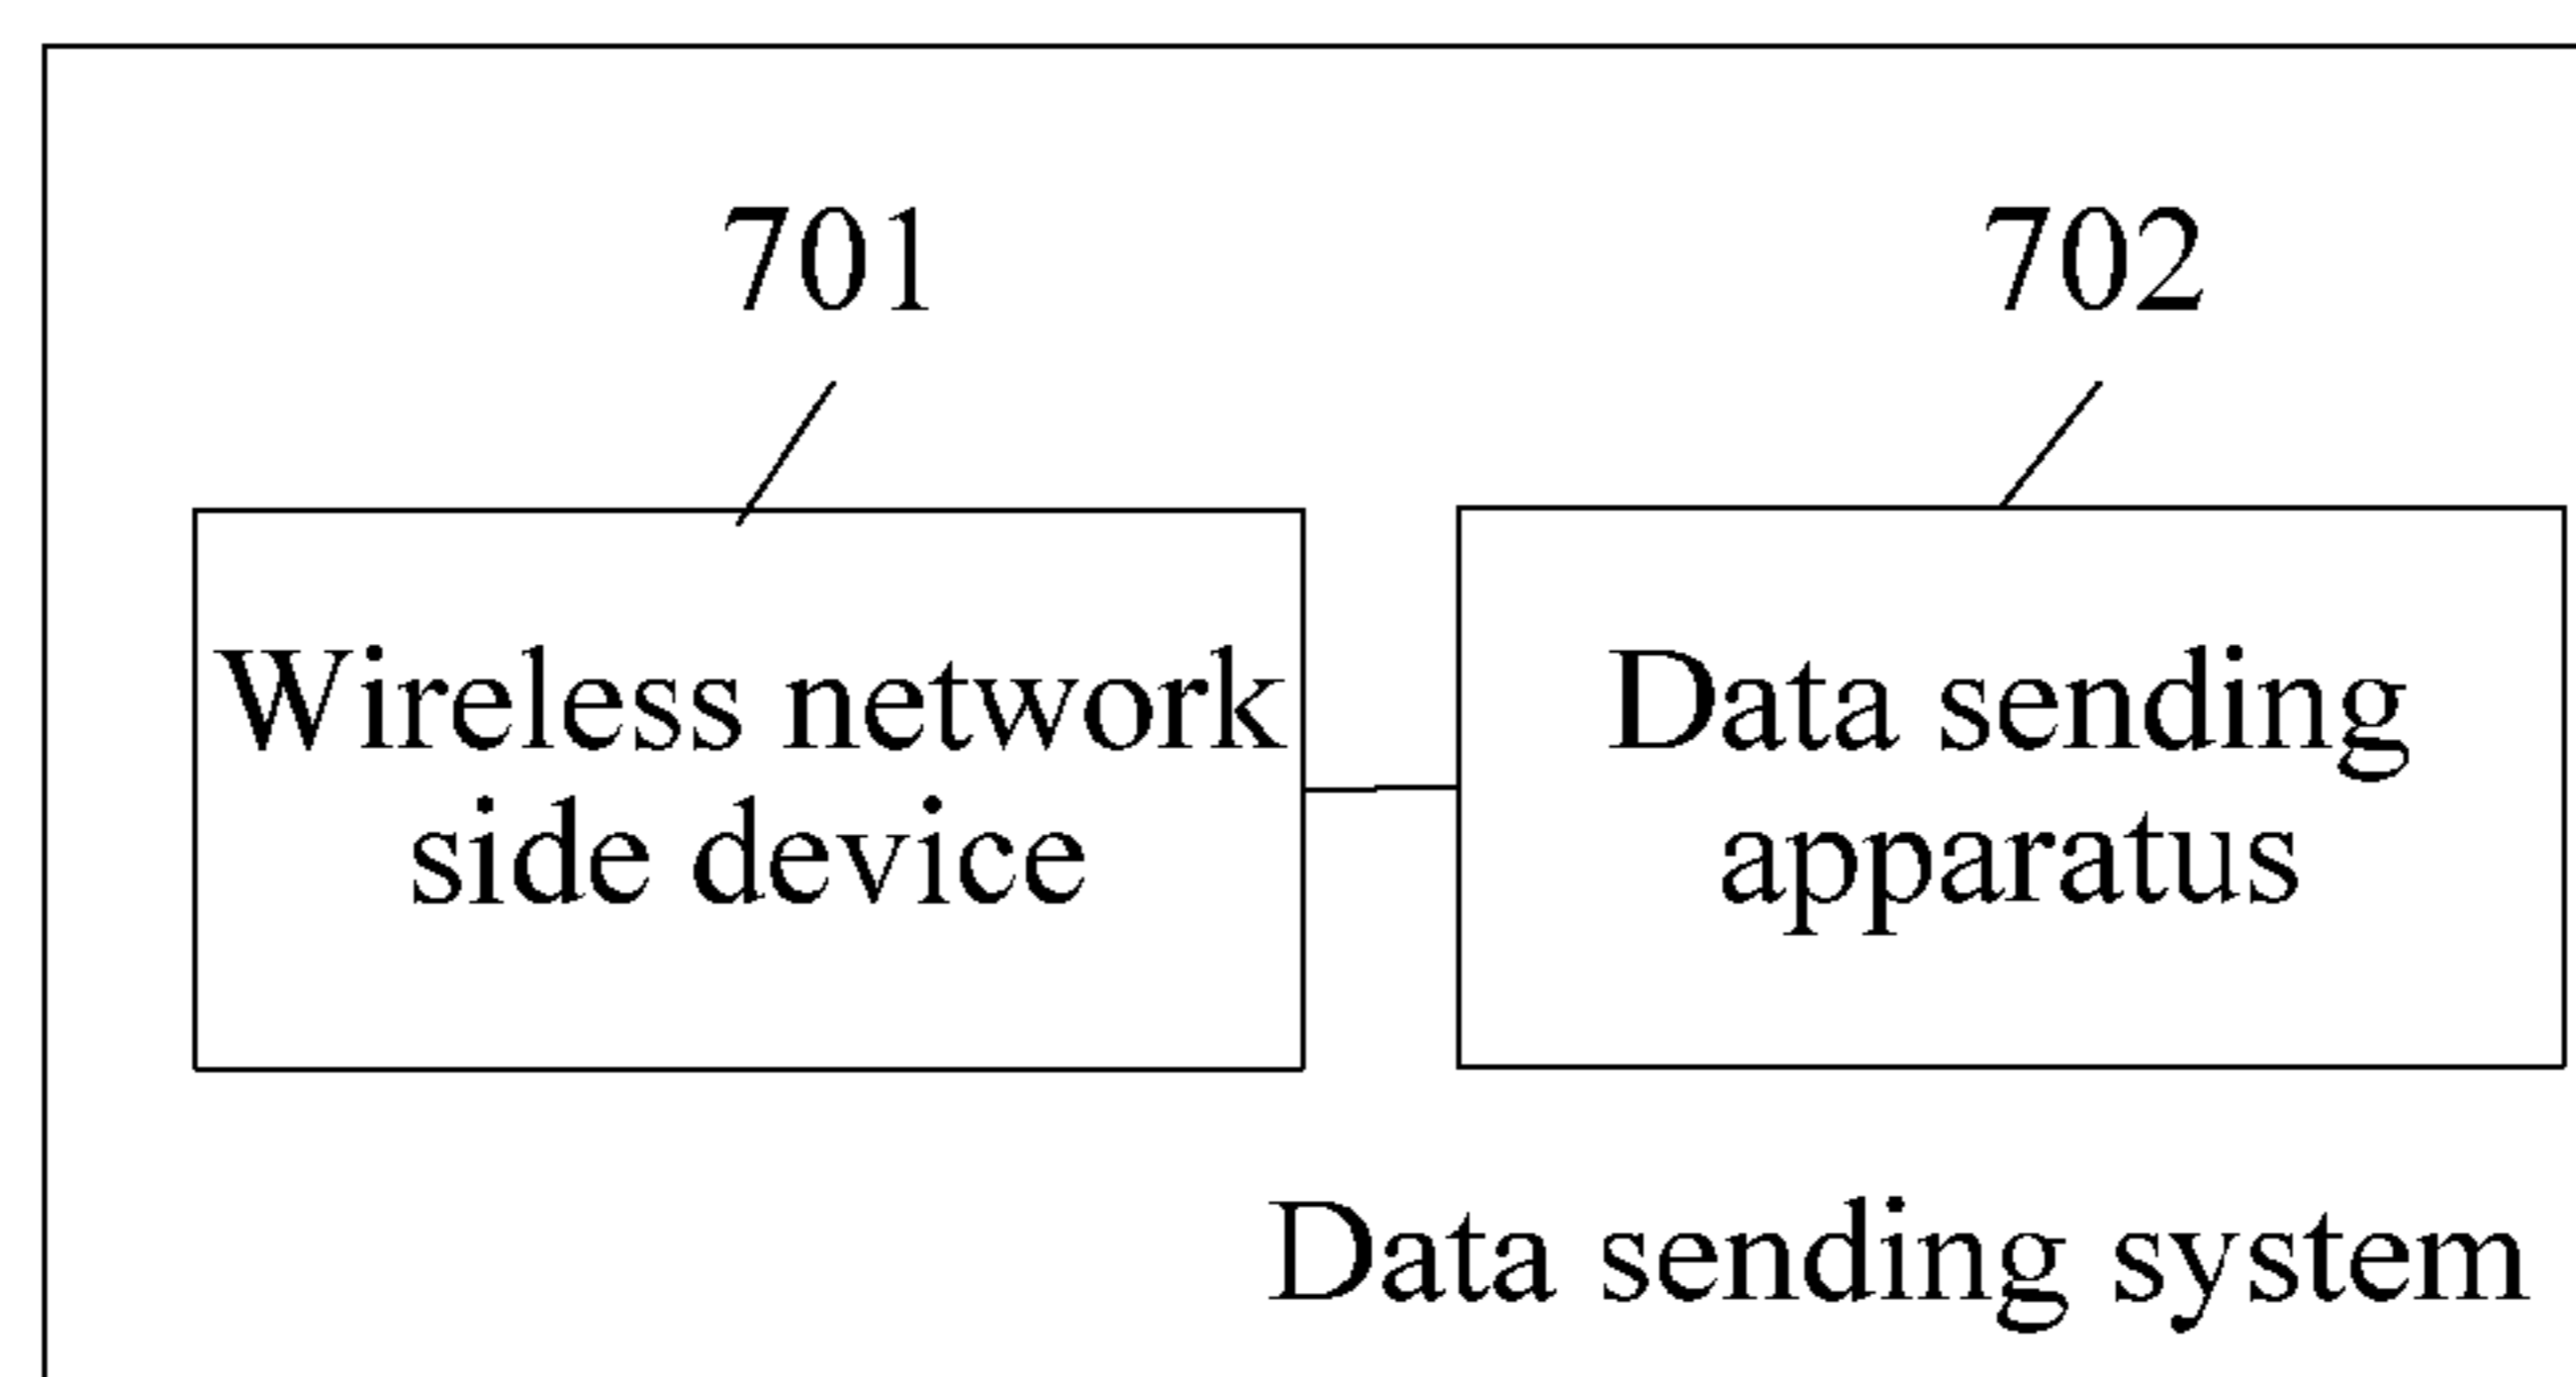 701
702
Wireless network
side device
Data sending
apparatus
Data sending system